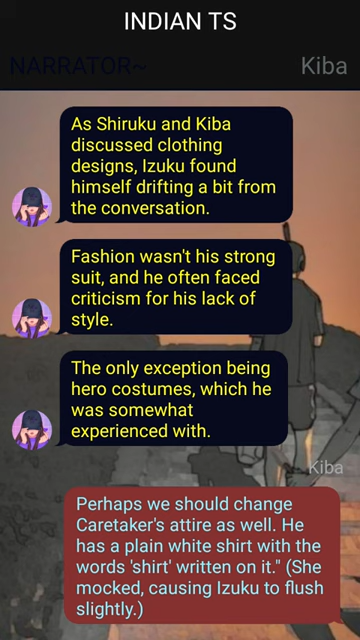 INDIAN TS
NARRATOR~
Kiba
As Shiruku and Kiba
discussed clothing
designs, Izuku found
himself drifting a bit from
the conversation.
Fashion wasn't his strong
suit, and he often faced
criticism for his lack of
style.
The only exception being
hero costumes, which he
was somewhat
experienced with.
Kiba
Perhaps we should change
Caretaker's attire as well. He
has a plain white shirt with the
words 'shirt' written on it." (She
mocked, causing Izuku to flush
slightly.)